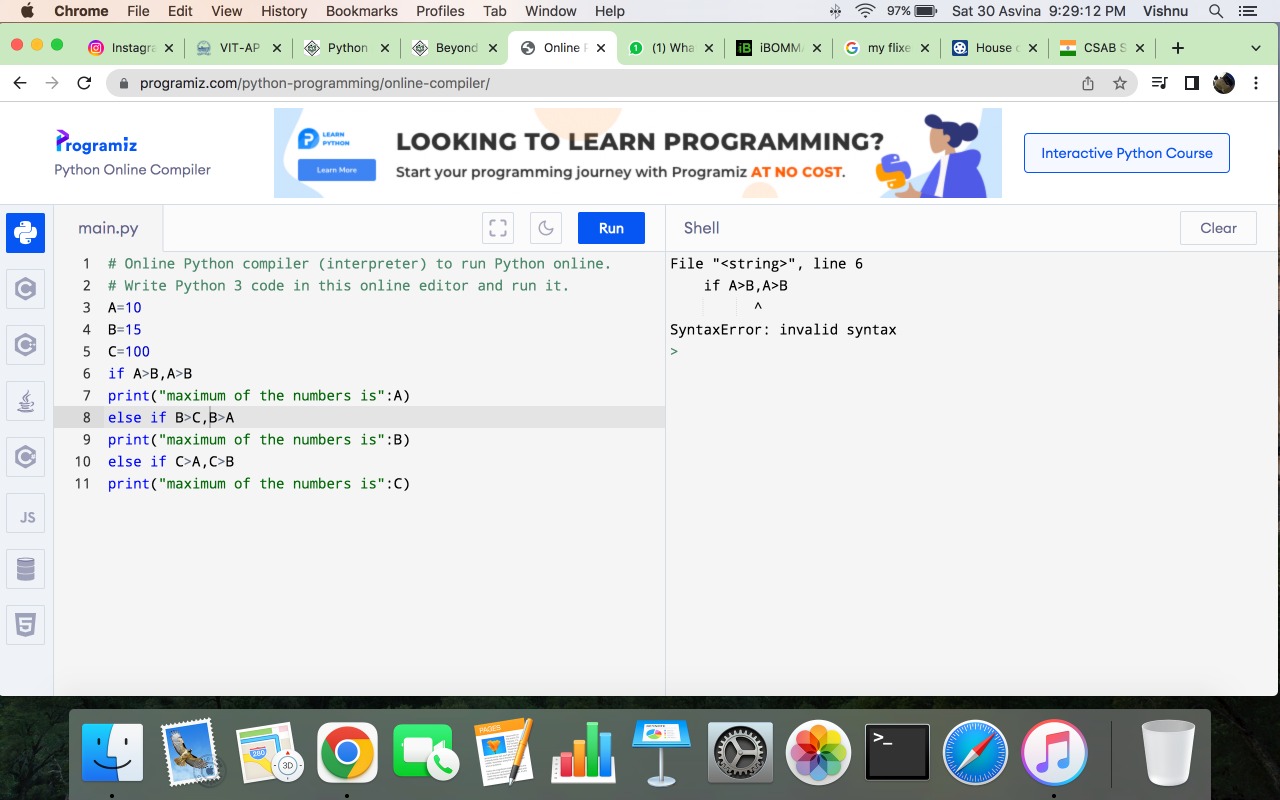 Chrome File Edit View History Bookmarks Profiles Tab Window Help 97% Sat 30 Asvina 9:29:12 PM Vishnu
Instagra VIT-AP Python Beyond Online P (1) Wha iB iBOMMA my flixe House o CSAB S
programiz.com/python-programming/online-compiler/
Programiz
Python Online Compiler
LEARN
PYTHON
Learn More
LOOKING TO LEARN PROGRAMMING?
Start your programming journey with Programiz AT NO COST.
Interactive Python Course
main.py
Run
Shell
Clear
1 # Online Python compiler (interpreter) to run Python online.
2 # Write Python 3 code in this online editor and run it.
3 A=10
4 B=15
5 C=100
6 if A>B,A>B
7 print("maximum of the numbers is":A)
8 else if B>C,B>A
9 print("maximum of the numbers is":B)
10 else if C>A,C>B
11 print("maximum of the numbers is":C)
File "<string>", line 6
if A>B,A>B
^
SyntaxError: invalid syntax
>
JS
5
280
3D
PAGES
>_